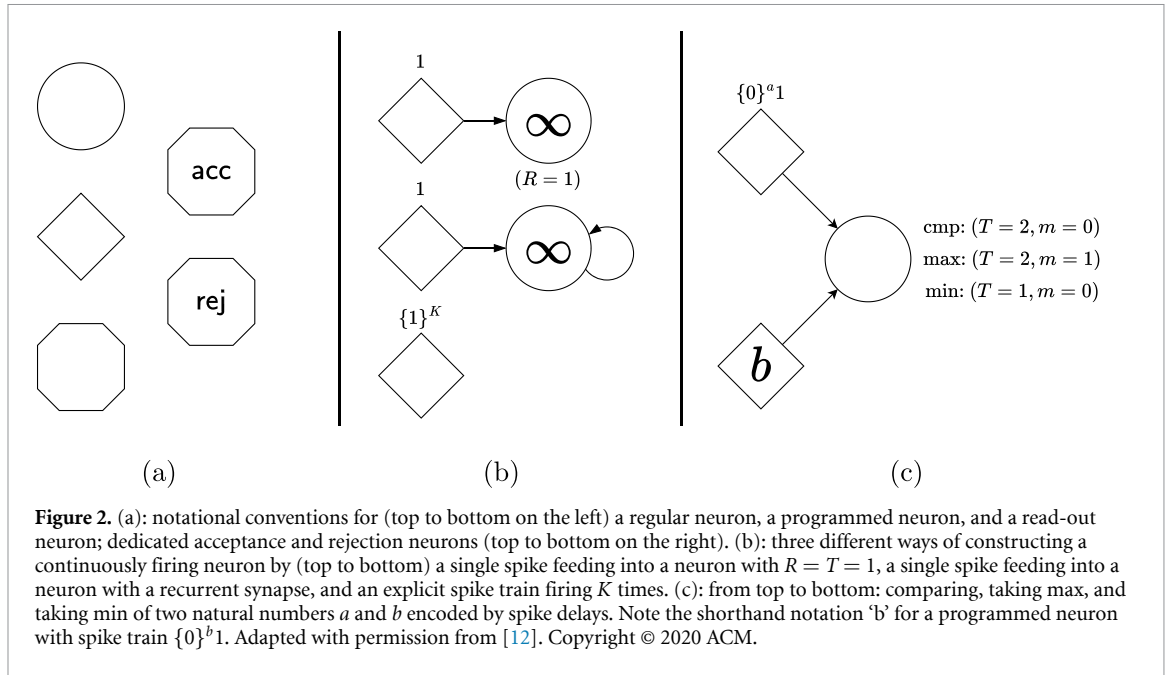 acc
rej
(a)
1
∞
(R = 1)
1
∞
{1}^K
(b)
{0}^a1
b
cmp: (T = 2, m = 0)
max: (T = 2, m = 1)
min: (T = 1, m = 0)
(c)
Figure 2. (a): notational conventions for (top to bottom on the left) a regular neuron, a programmed neuron, and a read-out
neuron; dedicated acceptance and rejection neurons (top to bottom on the right). (b): three different ways of constructing a
continuously firing neuron by (top to bottom) a single spike feeding into a neuron with R = T = 1, a single spike feeding into a
neuron with a recurrent synapse, and an explicit spike train firing K times. (c): from top to bottom: comparing, taking max, and
taking min of two natural numbers a and b encoded by spike delays. Note the shorthand notation ‘b’ for a programmed neuron
with spike train {0}^b1. Adapted with permission from [12]. Copyright © 2020 ACM.